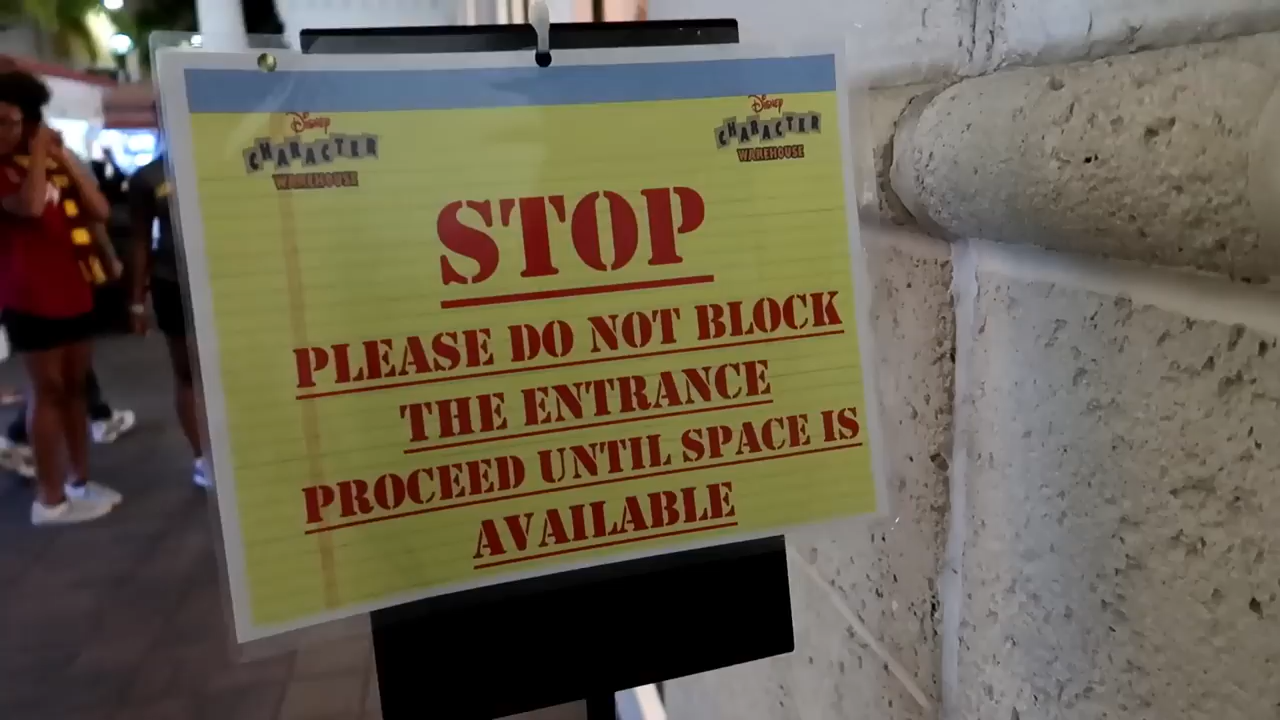 Disney
CHARACTER
WAREHOUSE
Disney
CHARACTER
WAREHOUSE
STOP
PLEASE DO NOT BLOCK
THE ENTRANCE
PROCEED UNTIL SPACE IS
AVAILABLE